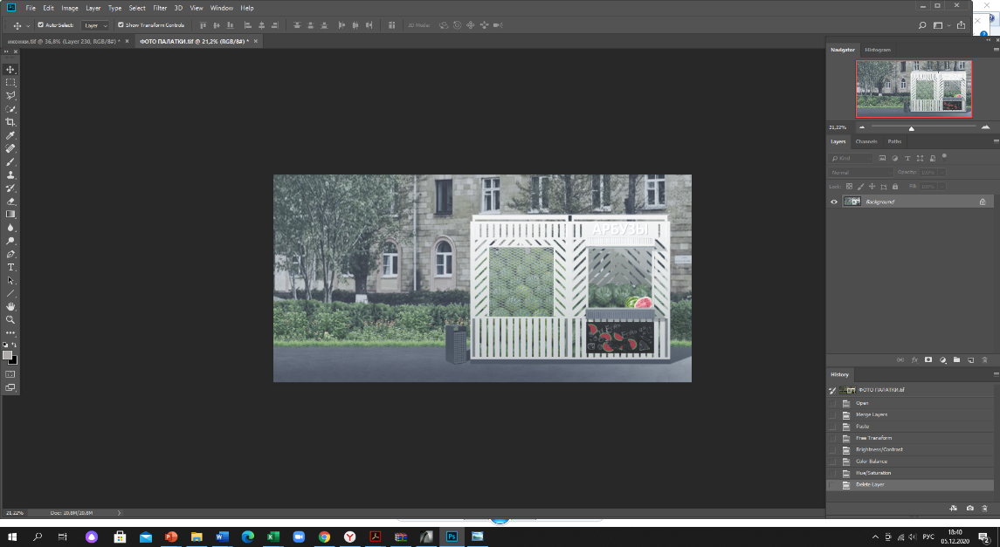 File Edit Image Layer Type Select Filter 3D View Window Help
Auto-Select: Layer Show Transform Controls 3D Mode:
иконки.tif @ 36,8% (Layer 230, RGB/8#) * ФОТО ПАЛАТКИ.tif @ 21,2% (RGB/8#) *
Navigator Histogram
21,22%
Layers Channels Paths
Kind
Normal Opacity: 100%
Lock: Fill: 100%
Background
АРБУЗЫ
History
ФОТО ПАЛАТКИ.tif
Open
Merge Layers
Paste
Free Transform
Brightness/Contrast
Color Balance
Hue/Saturation
Delete Layer
21,22% Doc: 20,8M/20,8M
РУС
18:40
05.12.2020
2